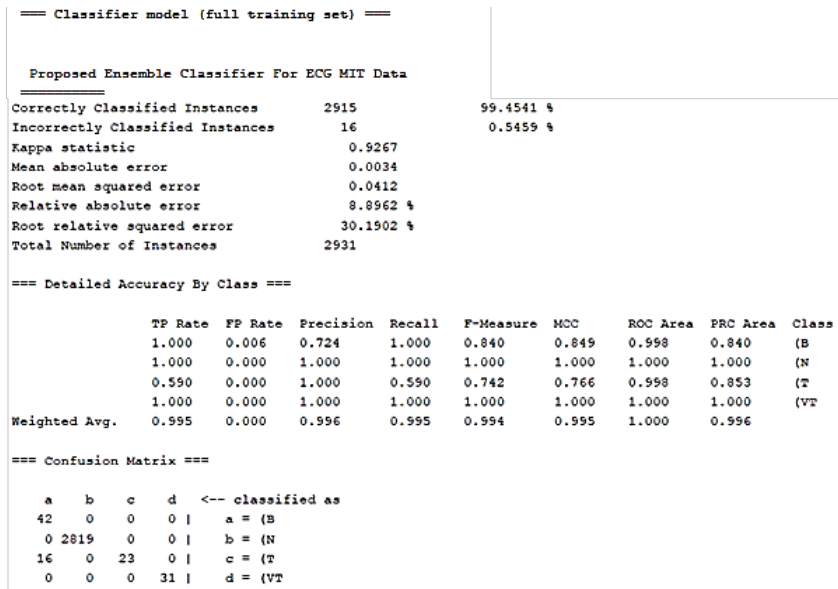 === Classifier model (full training set) ===
Proposed Ensemble Classifier For ECG MIT Data
==========
Correctly Classified Instances 2915 99.4541 %
Incorrectly Classified Instances 16 0.5459 %
Kappa statistic 0.9267
Mean absolute error 0.0034
Root mean squared error 0.0412
Relative absolute error 8.8962 %
Root relative squared error 30.1902 %
Total Number of Instances 2931
=== Detailed Accuracy By Class ===
TP Rate FP Rate Precision Recall F-Measure MCC ROC Area PRC Area Class
1.000 0.006 0.724 1.000 0.840 0.849 0.998 0.840 (B
1.000 0.000 1.000 1.000 1.000 1.000 1.000 1.000 (N
0.590 0.000 1.000 0.590 0.742 0.766 0.998 0.853 (T
1.000 0.000 1.000 1.000 1.000 1.000 1.000 1.000 (VT
Weighted Avg. 0.995 0.000 0.996 0.995 0.994 0.995 1.000 0.996
=== Confusion Matrix ===
a b c d <-- classified as
42 0 0 0 | a = (B
0 2819 0 0 | b = (N
16 0 23 0 | c = (T
0 0 0 31 | d = (VT